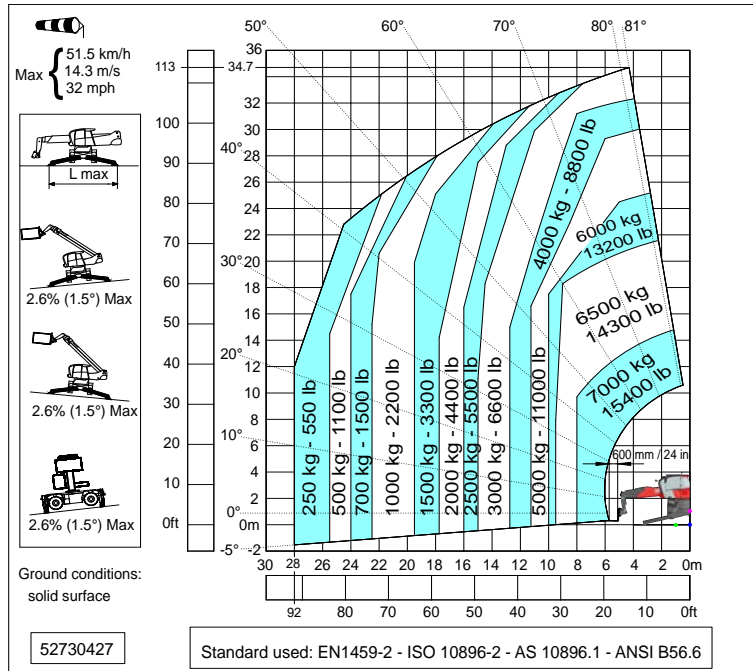 Max
51.5 km/h
14.3 m/s
32 mph
L max
2.6% (1.5°) Max
2.6% (1.5°) Max
2.6% (1.5°) Max
Ground conditions:
solid surface
52730427
113
100
90
80
70
60
50
40
30
20
10
0ft
36
34.7
32
30
28
26
24
22
20
18
16
14
12
10
8
6
4
2
0m
-2
50°
60°
70°
80°
81°
40°
30°
20°
10°
0°
-5°
250 kg - 550 lb
500 kg - 1100 lb
700 kg - 1500 lb
1000 kg - 2200 lb
1500 kg - 3300 lb
2000 kg - 4400 lb
2500 kg - 5500 lb
3000 kg - 6600 lb
5000 kg - 11000 lb
4000 kg - 8800 lb
6000 kg
13200 lb
6500 kg
14300 lb
7000 kg
15400 lb
600 mm / 24 in
30 28 26 24 22 20 18 16 14 12 10 8 6 4 2 0m
92 80 70 60 50 40 30 20 10 0ft
Standard used: EN1459-2 - ISO 10896-2 - AS 10896.1 - ANSI B56.6